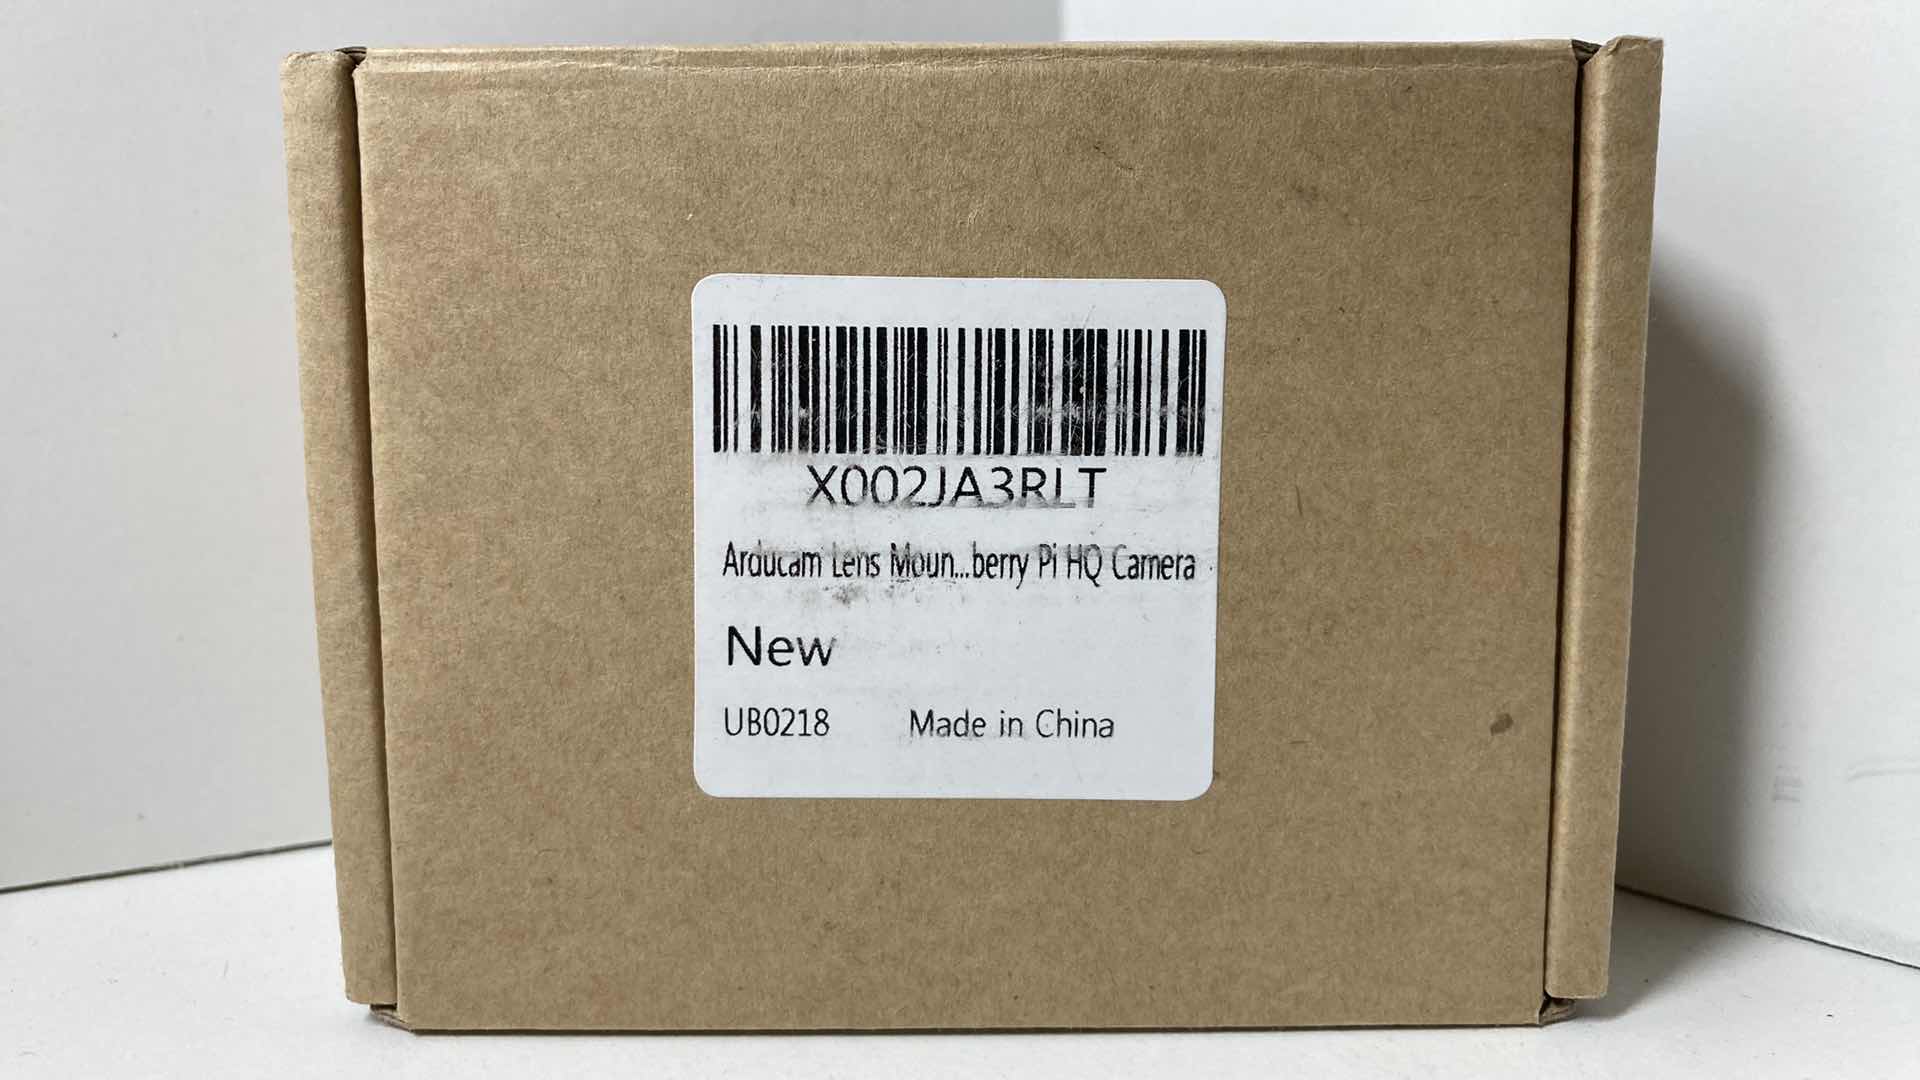 X002JA3RLT
Arducam Lens Moun...berry Pi HQ Camera
New
UB0218 Made in China